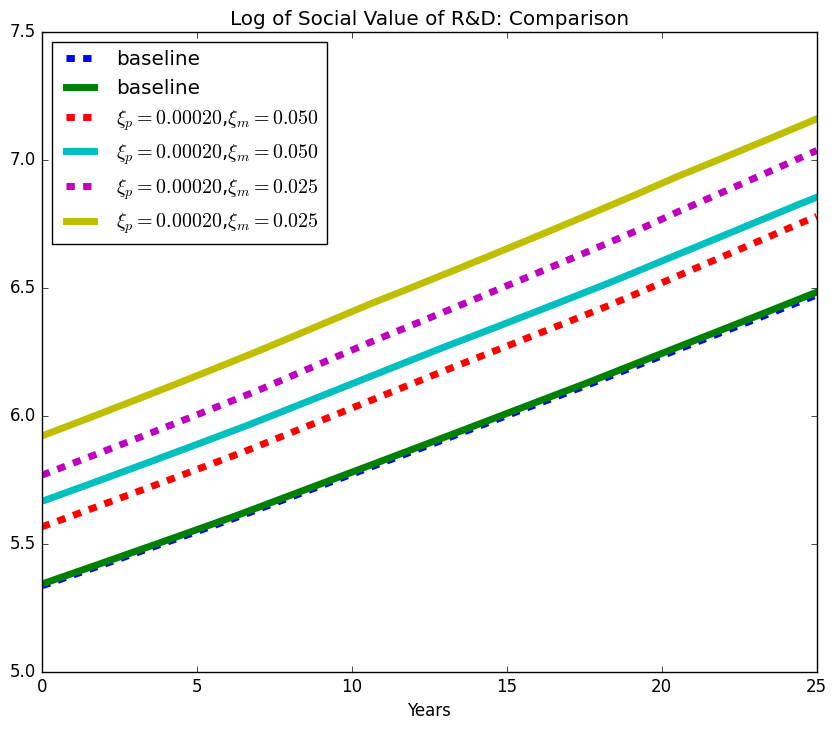 Log of Social Value of R&D: Comparison
7.5
7.0
6.5
6.0
5.5
5.0
baseline
baseline
ξp = 0.00020,ξm = 0.050
ξp = 0.00020,ξm = 0.050
ξp = 0.00020,ξm = 0.025
ξp = 0.00020,ξm = 0.025
0 5 10 15 20 25
Years